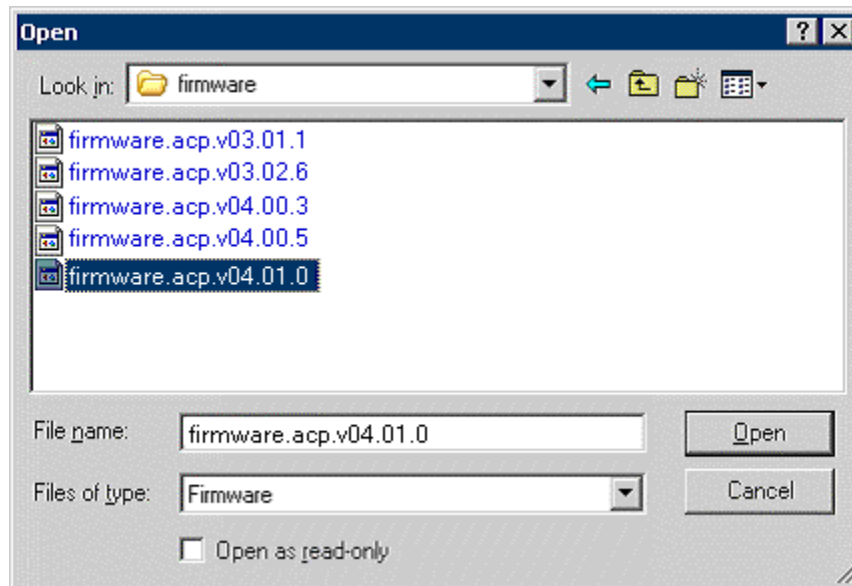 Open
Look in: firmware
firmware.acp.v03.01.1
firmware.acp.v03.02.6
firmware.acp.v04.00.3
firmware.acp.v04.00.5
firmware.acp.v04.01.0
File name: firmware.acp.v04.01.0 Open
Files of type: Firmware Cancel
Open as read-only